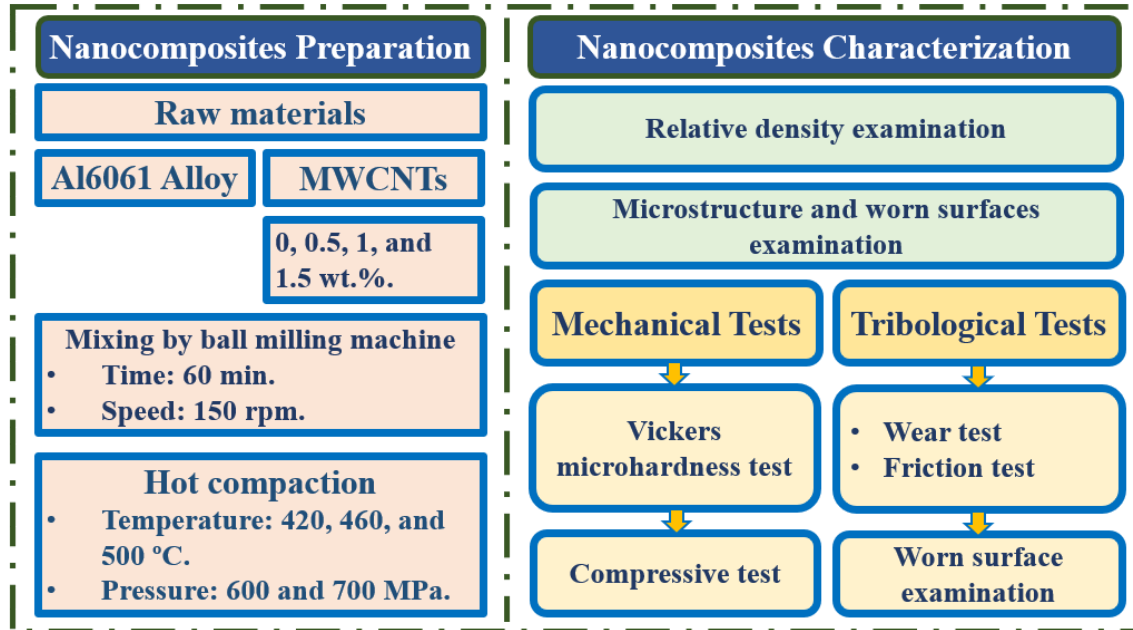 Nanocomposites Preparation
Raw materials
Al6061 Alloy
MWCNTs
0, 0.5, 1, and
1.5 wt.%.
Mixing by ball milling machine
• Time: 60 min.
• Speed: 150 rpm.
Hot compaction
• Temperature: 420, 460, and
500 ºC.
• Pressure: 600 and 700 MPa.
Nanocomposites Characterization
Relative density examination
Microstructure and worn surfaces
examination
Mechanical Tests
Vickers
microhardness test
Compressive test
Tribological Tests
• Wear test
• Friction test
Worn surface
examination